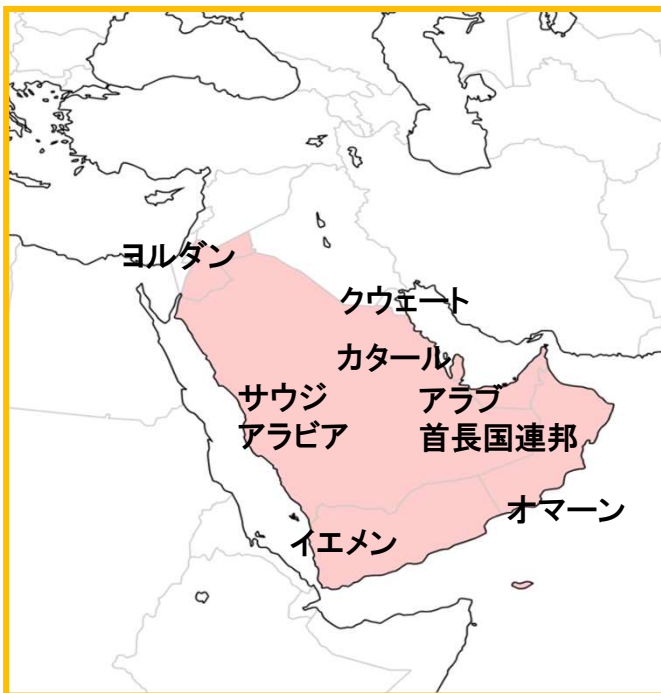 ヨルダン
クウェート
カタール
サウジ
アラビア
アラブ
首長国連邦
オマーン
イエメン